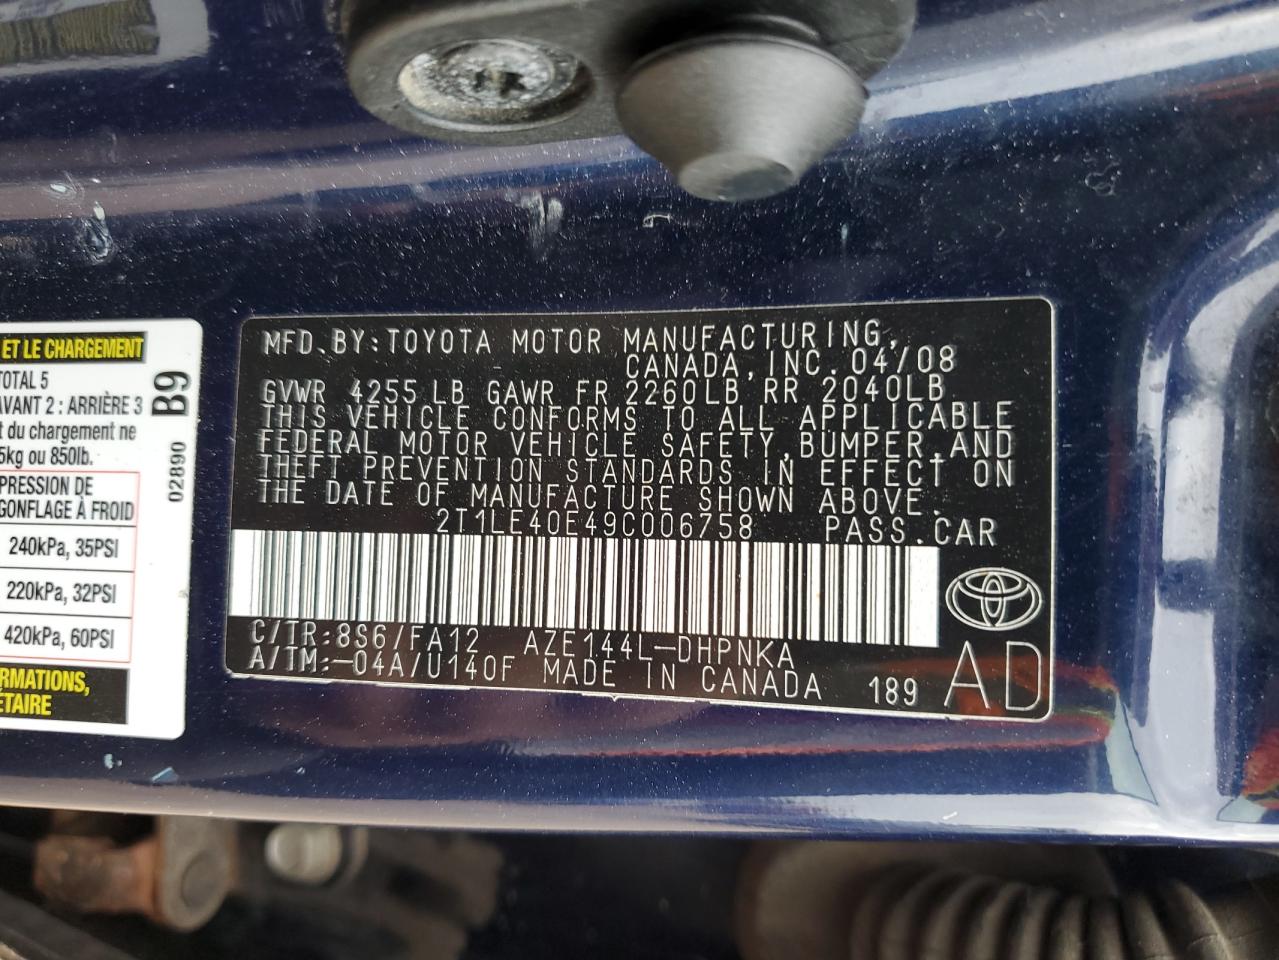 ET LE CHARGEMENT
TOTAL 5
AVANT 2 : ARRIÈRE 3
t du chargement ne
5kg ou 850lb.
PRESSION DE
GONFLAGE À FROID
240kPa, 35PSI
220kPa, 32PSI
420kPa, 60PSI
RMATIONS,
ÉTAIRE
B9
02890
MFD. BY: TOYOTA MOTOR MANUFACTURING,
CANADA, INC. 04/08
GVWR 4255 LB GAWR FR 2260LB RR 2040LB
THIS VEHICLE CONFORMS TO ALL APPLICABLE
FEDERAL MOTOR VEHICLE SAFETY, BUMPER, AND
THEFT PREVENTION STANDARDS IN EFFECT ON
THE DATE OF MANUFACTURE SHOWN ABOVE.
2T1LE40E49C006758 PASS. CAR
C/TR: 8S6/FA12 AZE144L-DHPNKA
A/TM: -04A/U140F MADE IN CANADA 189 AD